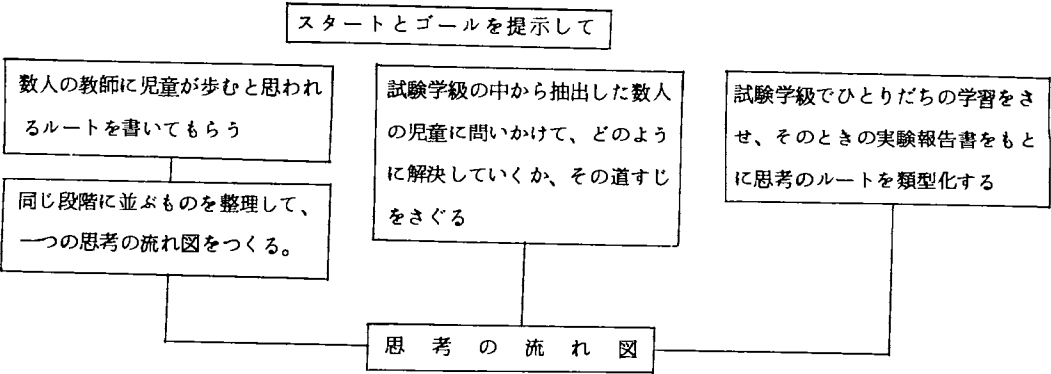 スタートとゴールを提示して
数人の教師に児童が歩むと思われ
るルートを書いてもらう
同じ段階に並ぶものを整理して、
一つの思考の流れ図をつくる。
試験学級の中から抽出した数人
の児童に問いかけて、どのよう
に解決していくか、その道すじ
をさぐる
試験学級でひとりだちの学習をさ
せ、そのときの実験報告書をもと
に思考のルートを類型化する
思考の流れ図